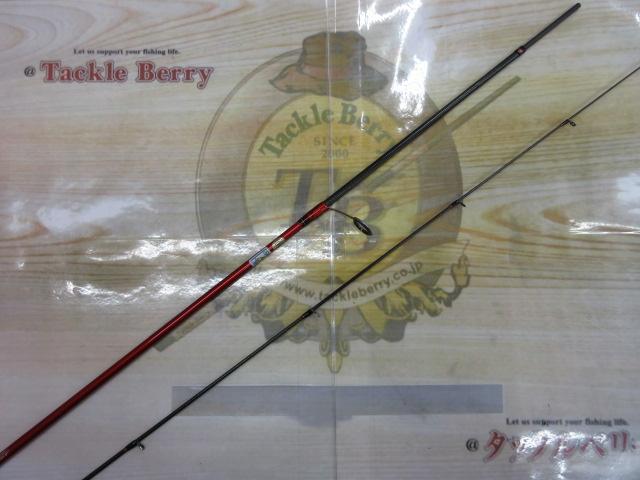 Let us support your fishing life.
@ Tackle Berry
Tackle Berry
SINCE
2000
TB
www.tackleberry.co.jp
Let us support your fishing life.
@ タックルベリー